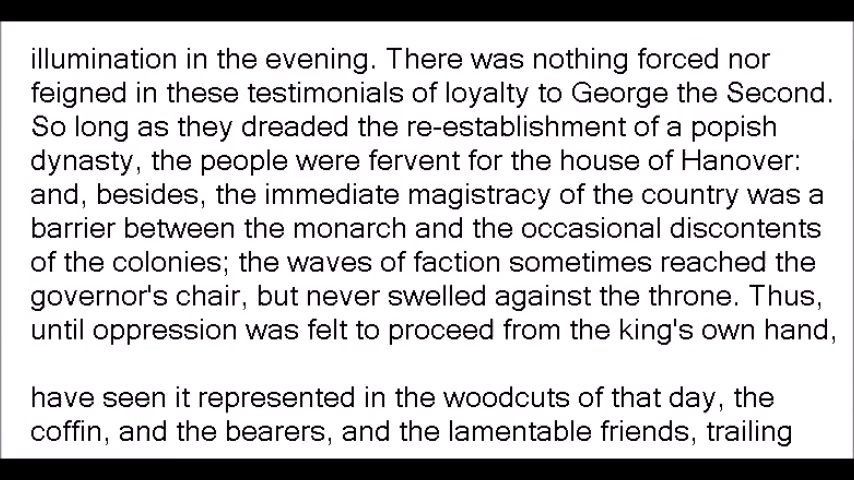 illumination in the evening. There was nothing forced nor
feigned in these testimonials of loyalty to George the Second.
So long as they dreaded the re-establishment of a popish
dynasty, the people were fervent for the house of Hanover:
and, besides, the immediate magistracy of the country was a
barrier between the monarch and the occasional discontents
of the colonies; the waves of faction sometimes reached the
governor's chair, but never swelled against the throne. Thus,
until oppression was felt to proceed from the king's own hand,
have seen it represented in the woodcuts of that day, the
coffin, and the bearers, and the lamentable friends, trailing